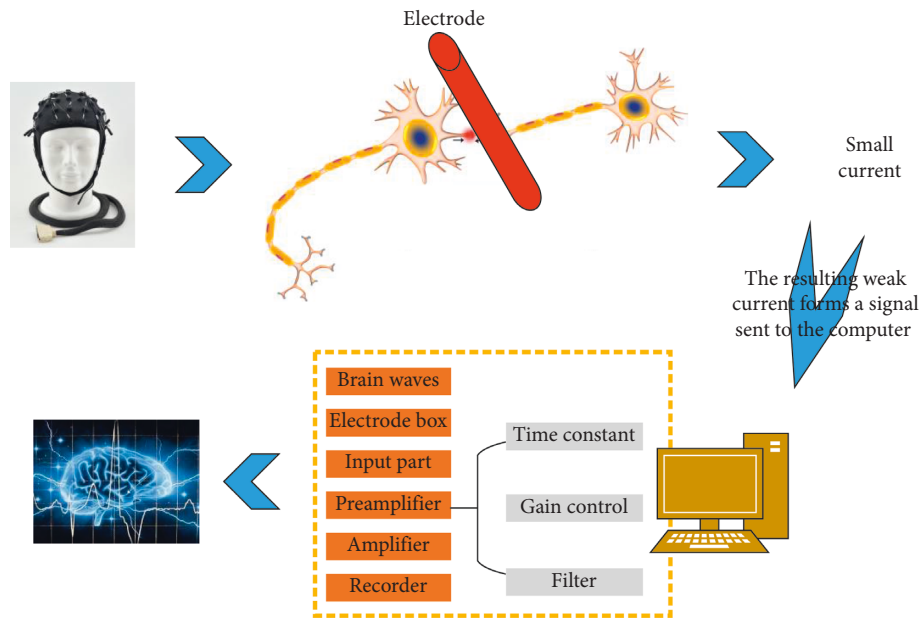 Electrode
Small
current
The resulting weak
current forms a signal
sent to the computer
Brain waves
Electrode box
Input part
Preamplifier
Amplifier
Recorder
Time constant
Gain control
Filter